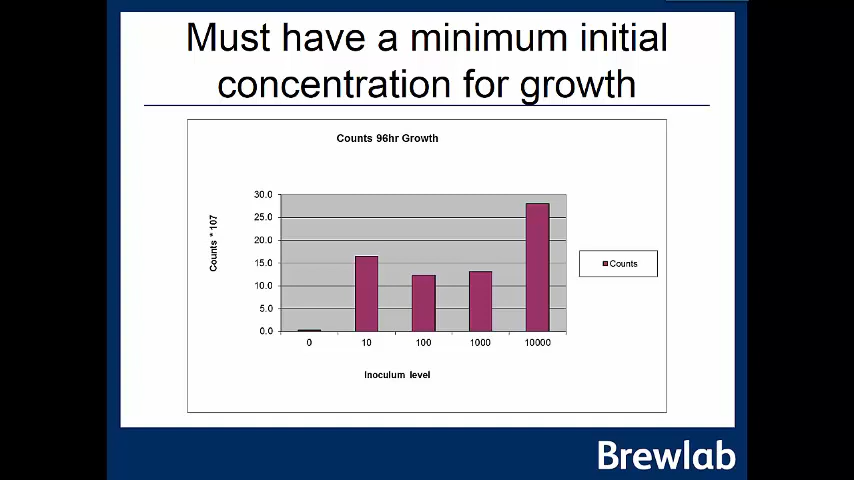 Must have a minimum initial
concentration for growth
Counts 96hr Growth
30.0
25.0
20.0
15.0
10.0
5.0
0.0
Counts * 107
0 10 100 1000 10000
Inoculum level
Counts
Brewlab